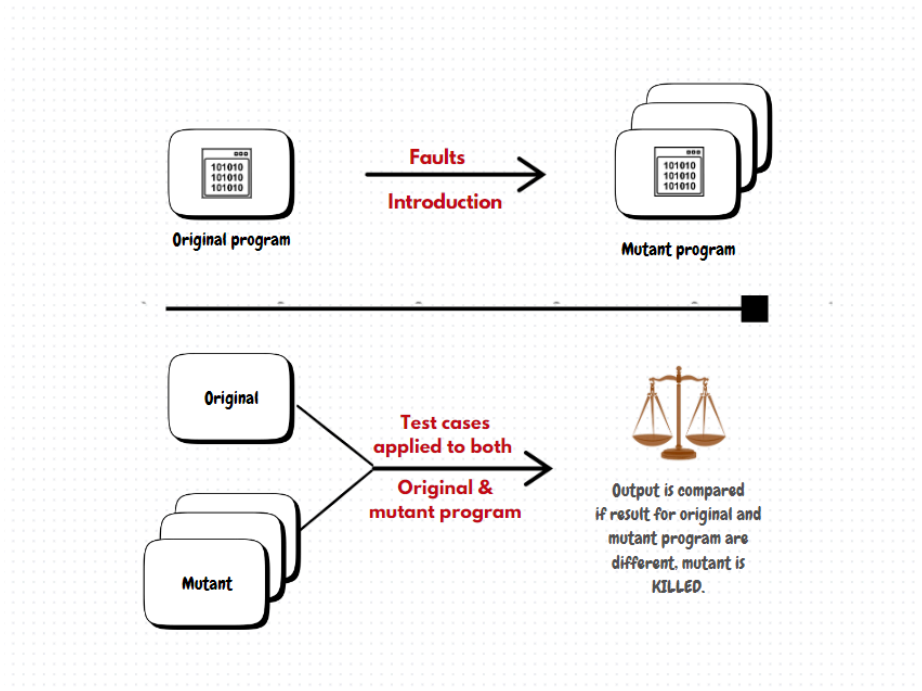 101010
101010
101010
Original program
Faults
Introduction
101010
101010
101010
Mutant program
Original
Mutant
Test cases
applied to both
Original &
mutant program
Output is compared
if result for original and
mutant program are
different, mutant is
KILLED.